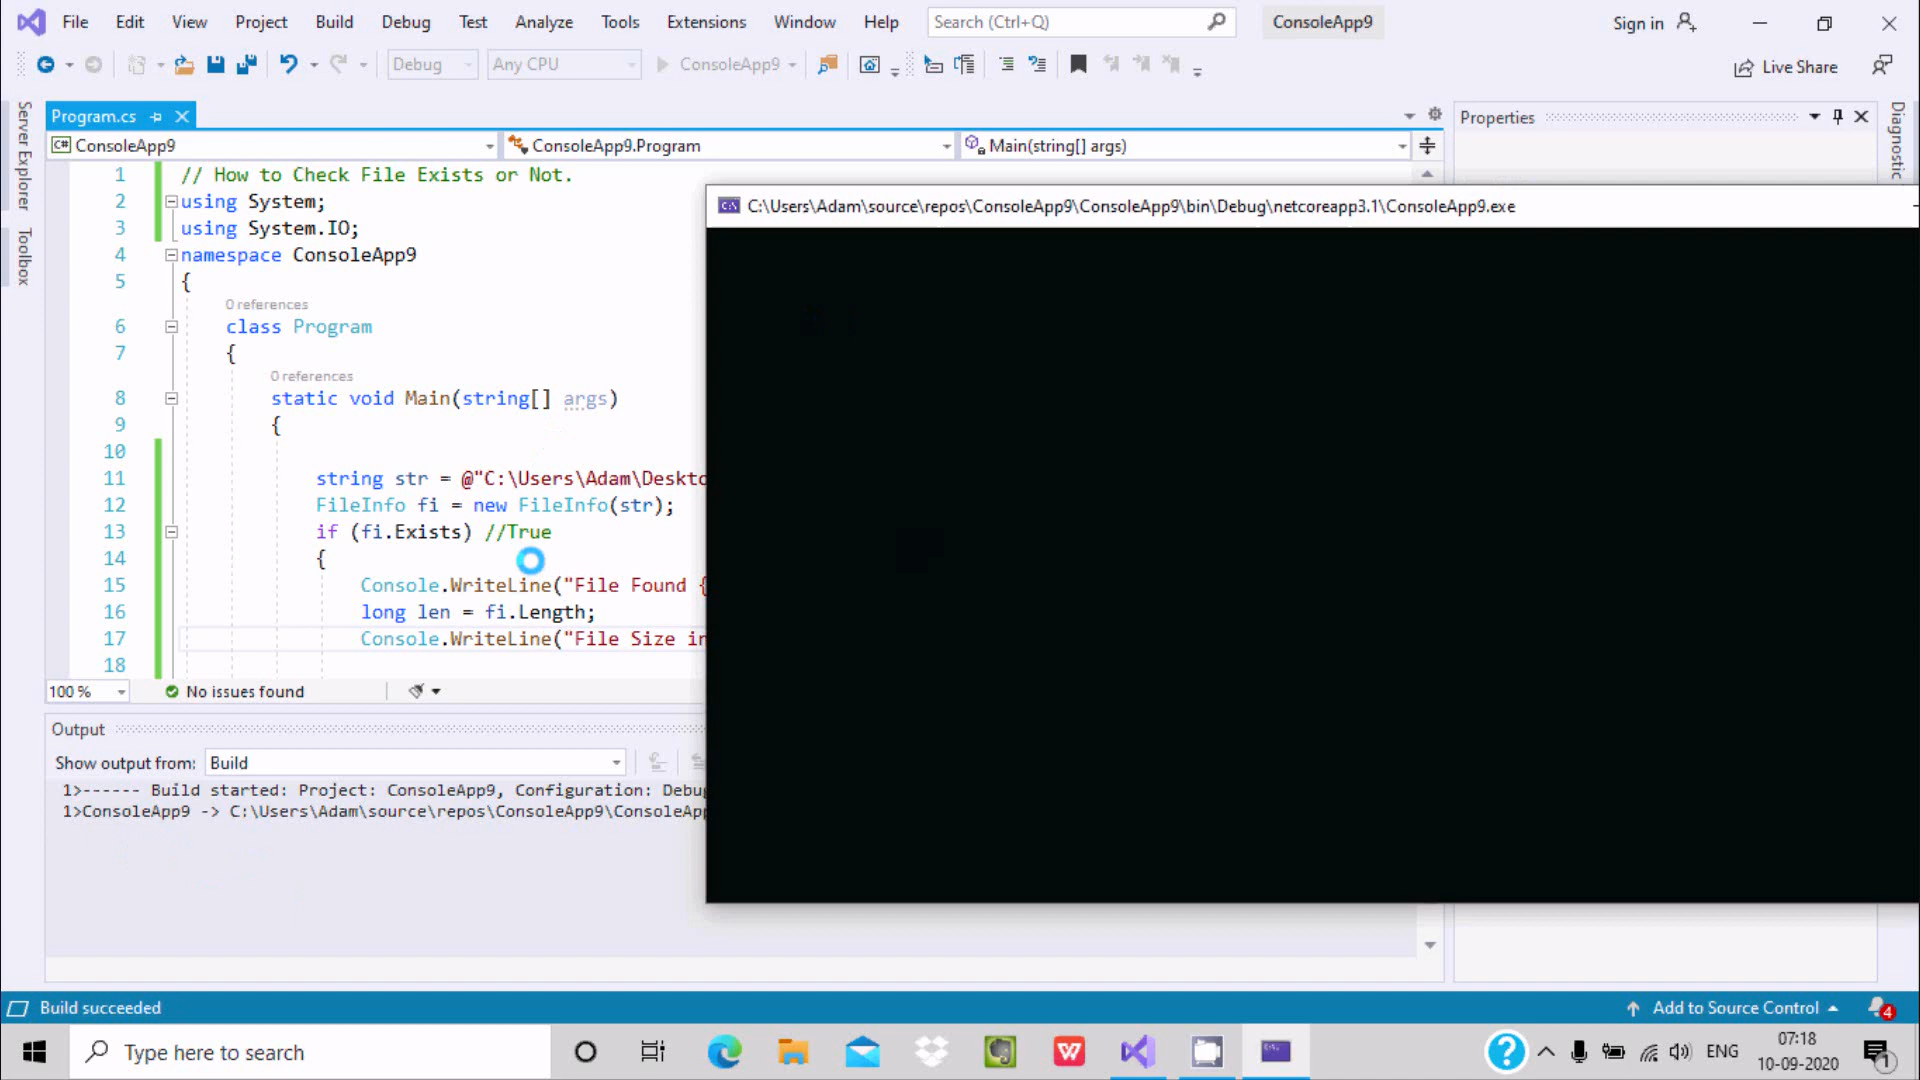 File Edit View Project Build Debug Test Analyze Tools Extensions Window Help Search (Ctrl+Q) ConsoleApp9 Sign in
Debug Any CPU ConsoleApp9 Live Share
Server Explorer
Toolbox
Program.cs
ConsoleApp9 ConsoleApp9.Program Main(string[] args)
1 // How to Check File Exists or Not.
2 using System;
3 using System.IO;
4 namespace ConsoleApp9
5 {
0 references
6 class Program
7 {
0 references
8 static void Main(string[] args)
9 {
10
11 string str = @"C:\Users\Adam\Deskto
12 FileInfo fi = new FileInfo(str);
13 if (fi.Exists) //True
14 {
15 Console.WriteLine("File Found {
16 long len = fi.Length;
17 Console.WriteLine("File Size in
18
100 % No issues found
Output
Show output from: Build
1>------ Build started: Project: ConsoleApp9, Configuration: Debug
1>ConsoleApp9 -> C:\Users\Adam\source\repos\ConsoleApp9\ConsoleApp
C:\Users\Adam\source\repos\ConsoleApp9\ConsoleApp9\bin\Debug\netcoreapp3.1\ConsoleApp9.exe
Properties
Diagnostic
Build succeeded Add to Source Control 4
Type here to search ENG 07:18
10-09-2020 1